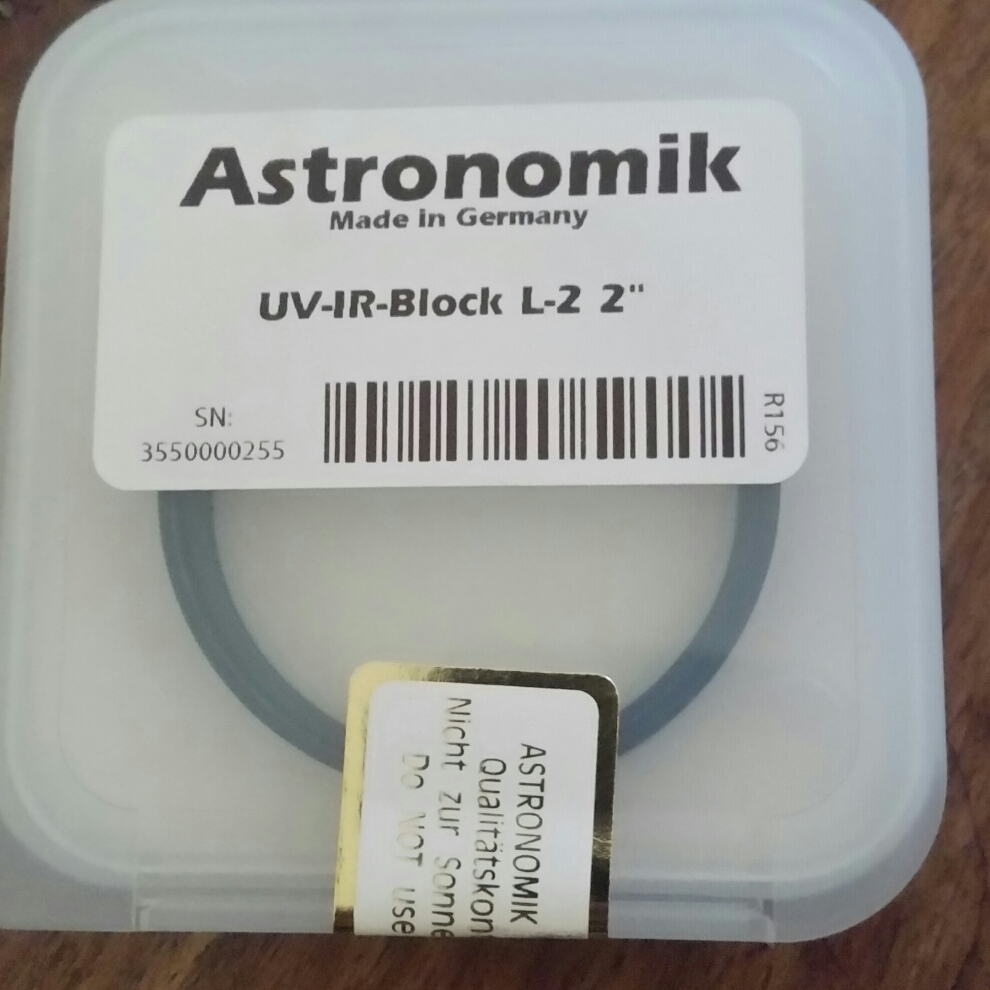 Astronomik
Made in Germany
UV-IR-Block L-2 2"
SN:
3550000255
R156
ASTRONOMIK
Qualitätskon
Nicht zur Sonne
Do NOT use